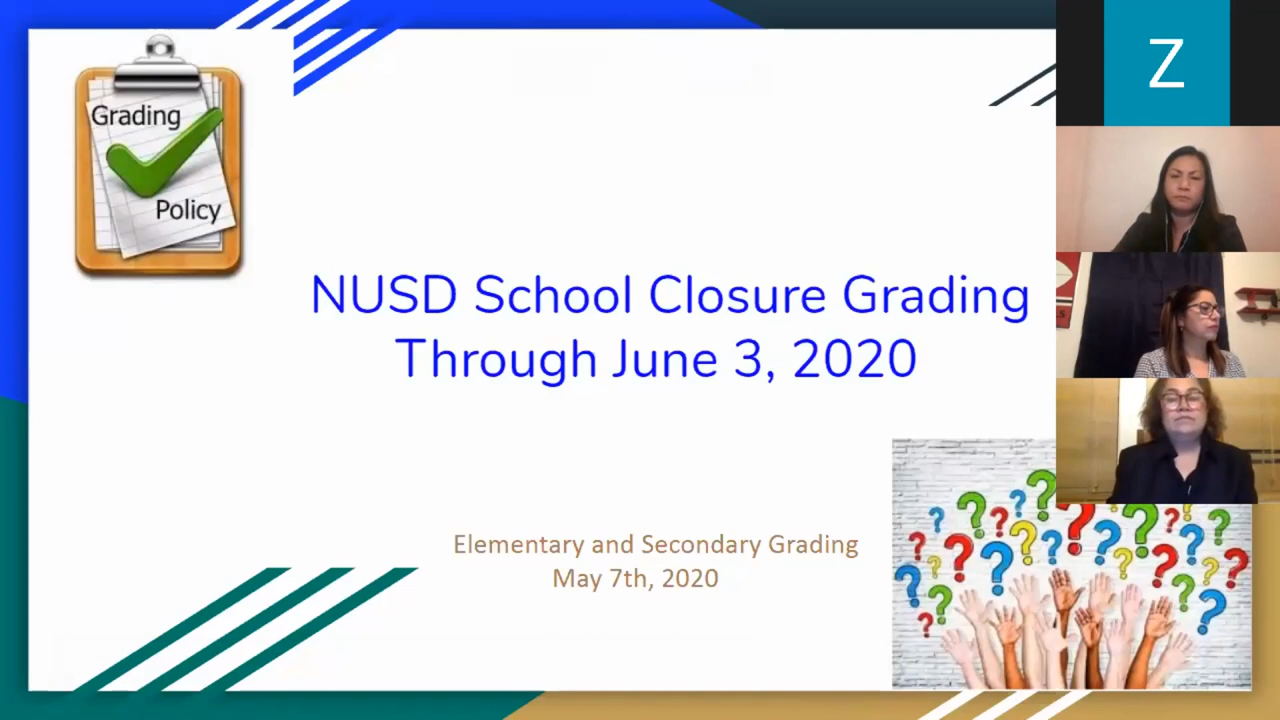 Grading
Policy
NUSD School Closure Grading
Through June 3, 2020
Elementary and Secondary Grading
May 7th, 2020
Z